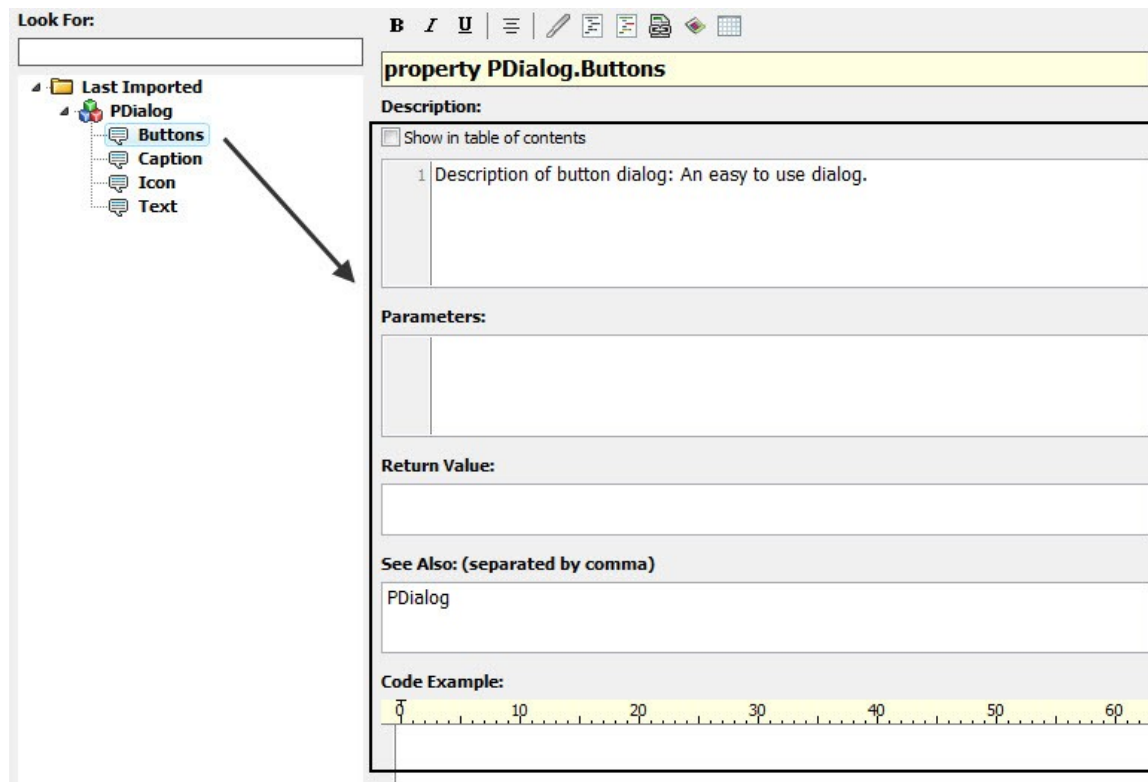 Look For:
B I U
Last Imported
PDialog
Buttons
Caption
Icon
Text
property PDialog.Buttons
Description:
Show in table of contents
1 Description of button dialog: An easy to use dialog.
Parameters:
Return Value:
See Also: (separated by comma)
PDialog
Code Example:
0 10 20 30 40 50 60